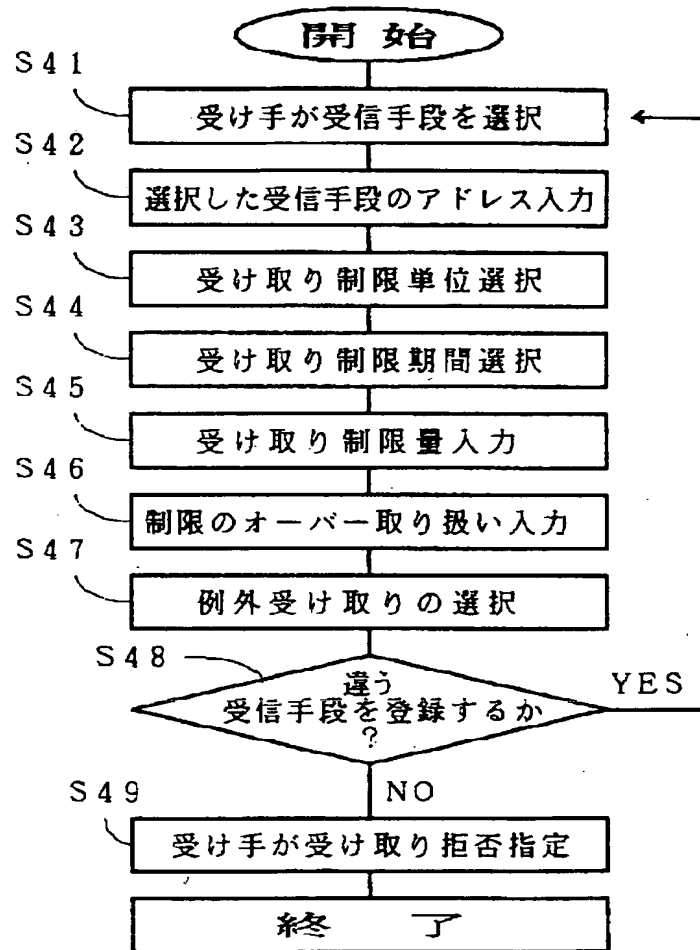 開始
S41
受け手が受信手段を選択
S42
選択した受信手段のアドレス入力
S43
受け取り制限単位選択
S44
受け取り制限期間選択
S45
受け取り制限量入力
S46
制限のオーバー取り扱い入力
S47
例外受け取りの選択
S48
違う
受信手段を登録するか
?
YES
NO
S49
受け手が受け取り拒否指定
終了